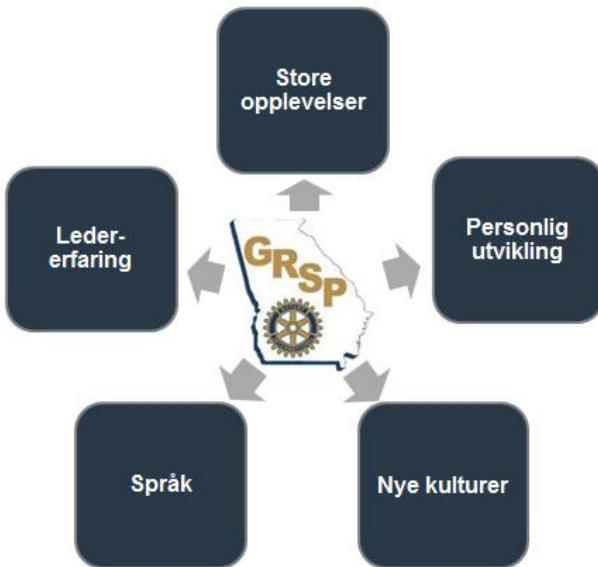 Store
opplevelser
Leder-
erfaring
Personlig
utvikling
GRSP
Språk
Nye kulturer